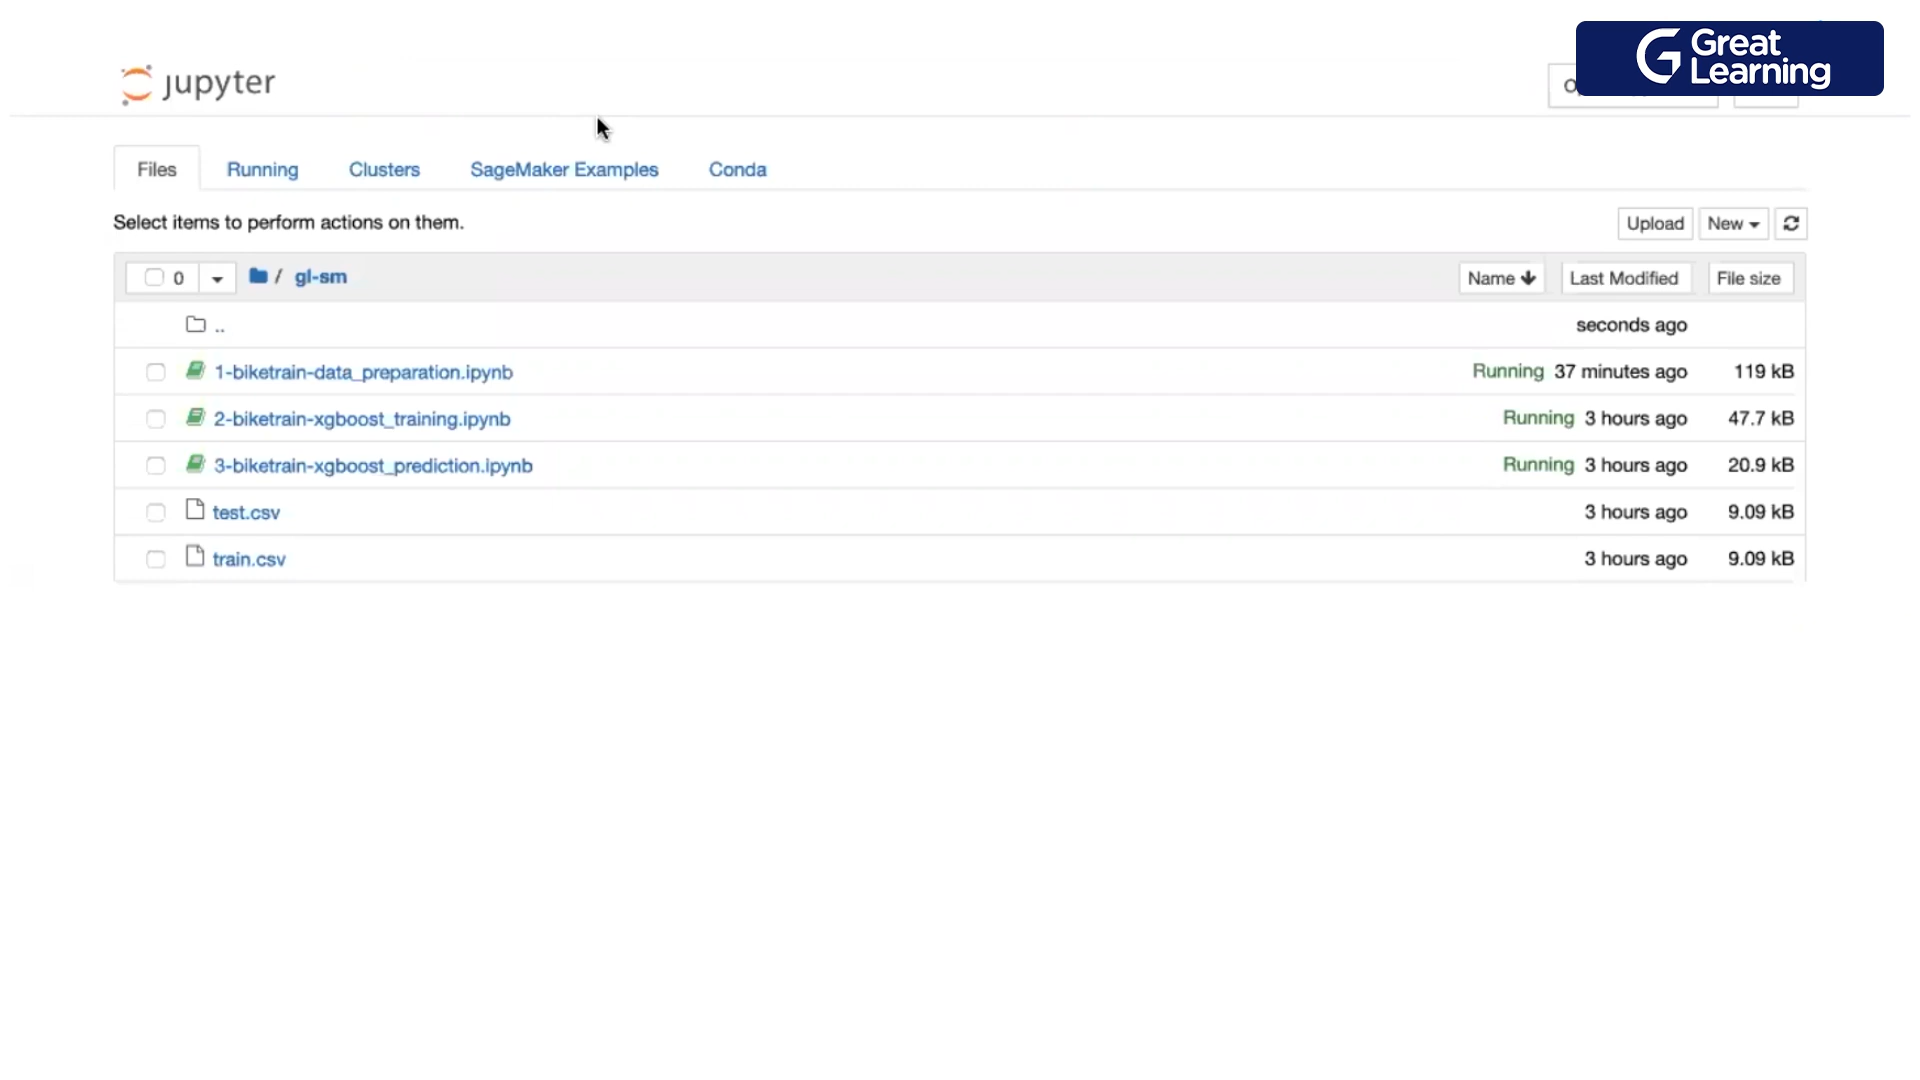 Great
Learning
jupyter
Files Running Clusters SageMaker Examples Conda
Select items to perform actions on them. Upload New
0 / gl-sm Name Last Modified File size
.. seconds ago
1-biketrain-data_preparation.ipynb Running 37 minutes ago 119 kB
2-biketrain-xgboost_training.ipynb Running 3 hours ago 47.7 kB
3-biketrain-xgboost_prediction.ipynb Running 3 hours ago 20.9 kB
test.csv 3 hours ago 9.09 kB
train.csv 3 hours ago 9.09 kB